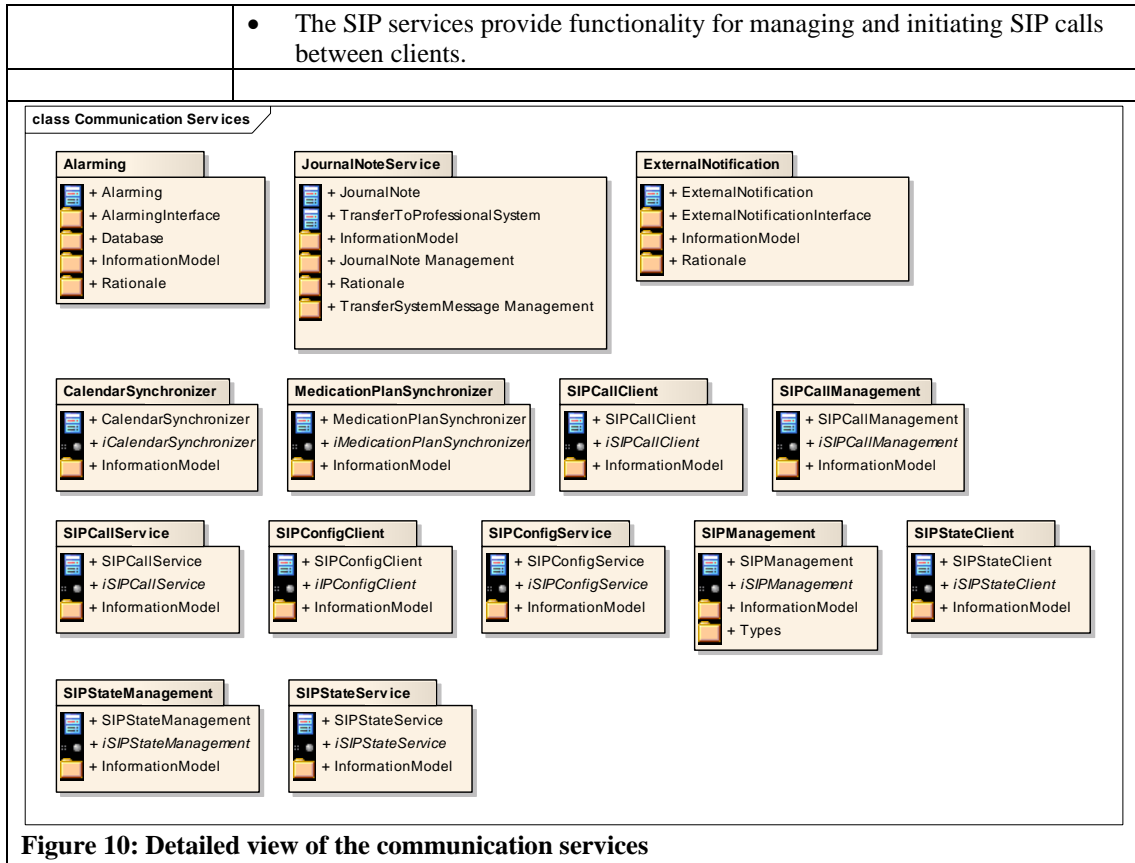 • The SIP services provide functionality for managing and initiating SIP calls
between clients.
class Communication Services
Alarming
+ Alarming
+ AlarmingInterface
+ Database
+ InformationModel
+ Rationale
JournalNoteService
+ JournalNote
+ TransferToProfessionalSystem
+ InformationModel
+ JournalNote Management
+ Rationale
+ TransferSystemMessage Management
ExternalNotification
+ ExternalNotification
+ ExternalNotificationInterface
+ InformationModel
+ Rationale
CalendarSynchronizer
+ CalendarSynchronizer
+ iCalendarSynchronizer
+ InformationModel
MedicationPlanSynchronizer
+ MedicationPlanSynchronizer
+ iMedicationPlanSynchronizer
+ InformationModel
SIPCallClient
+ SIPCallClient
+ iSIPCallClient
+ InformationModel
SIPCallManagement
+ SIPCallManagement
+ iSIPCallManagement
+ InformationModel
SIPCallService
+ SIPCallService
+ iSIPCallService
+ InformationModel
SIPConfigClient
+ SIPConfigClient
+ iIPConfigClient
+ InformationModel
SIPConfigService
+ SIPConfigService
+ iSIPConfigService
+ InformationModel
SIPManagement
+ SIPManagement
+ iSIPManagement
+ InformationModel
+ Types
SIPStateClient
+ SIPStateClient
+ iSIPStateClient
+ InformationModel
SIPStateManagement
+ SIPStateManagement
+ iSIPStateManagement
+ InformationModel
SIPStateService
+ SIPStateService
+ iSIPStateService
+ InformationModel
Figure 10: Detailed view of the communication services